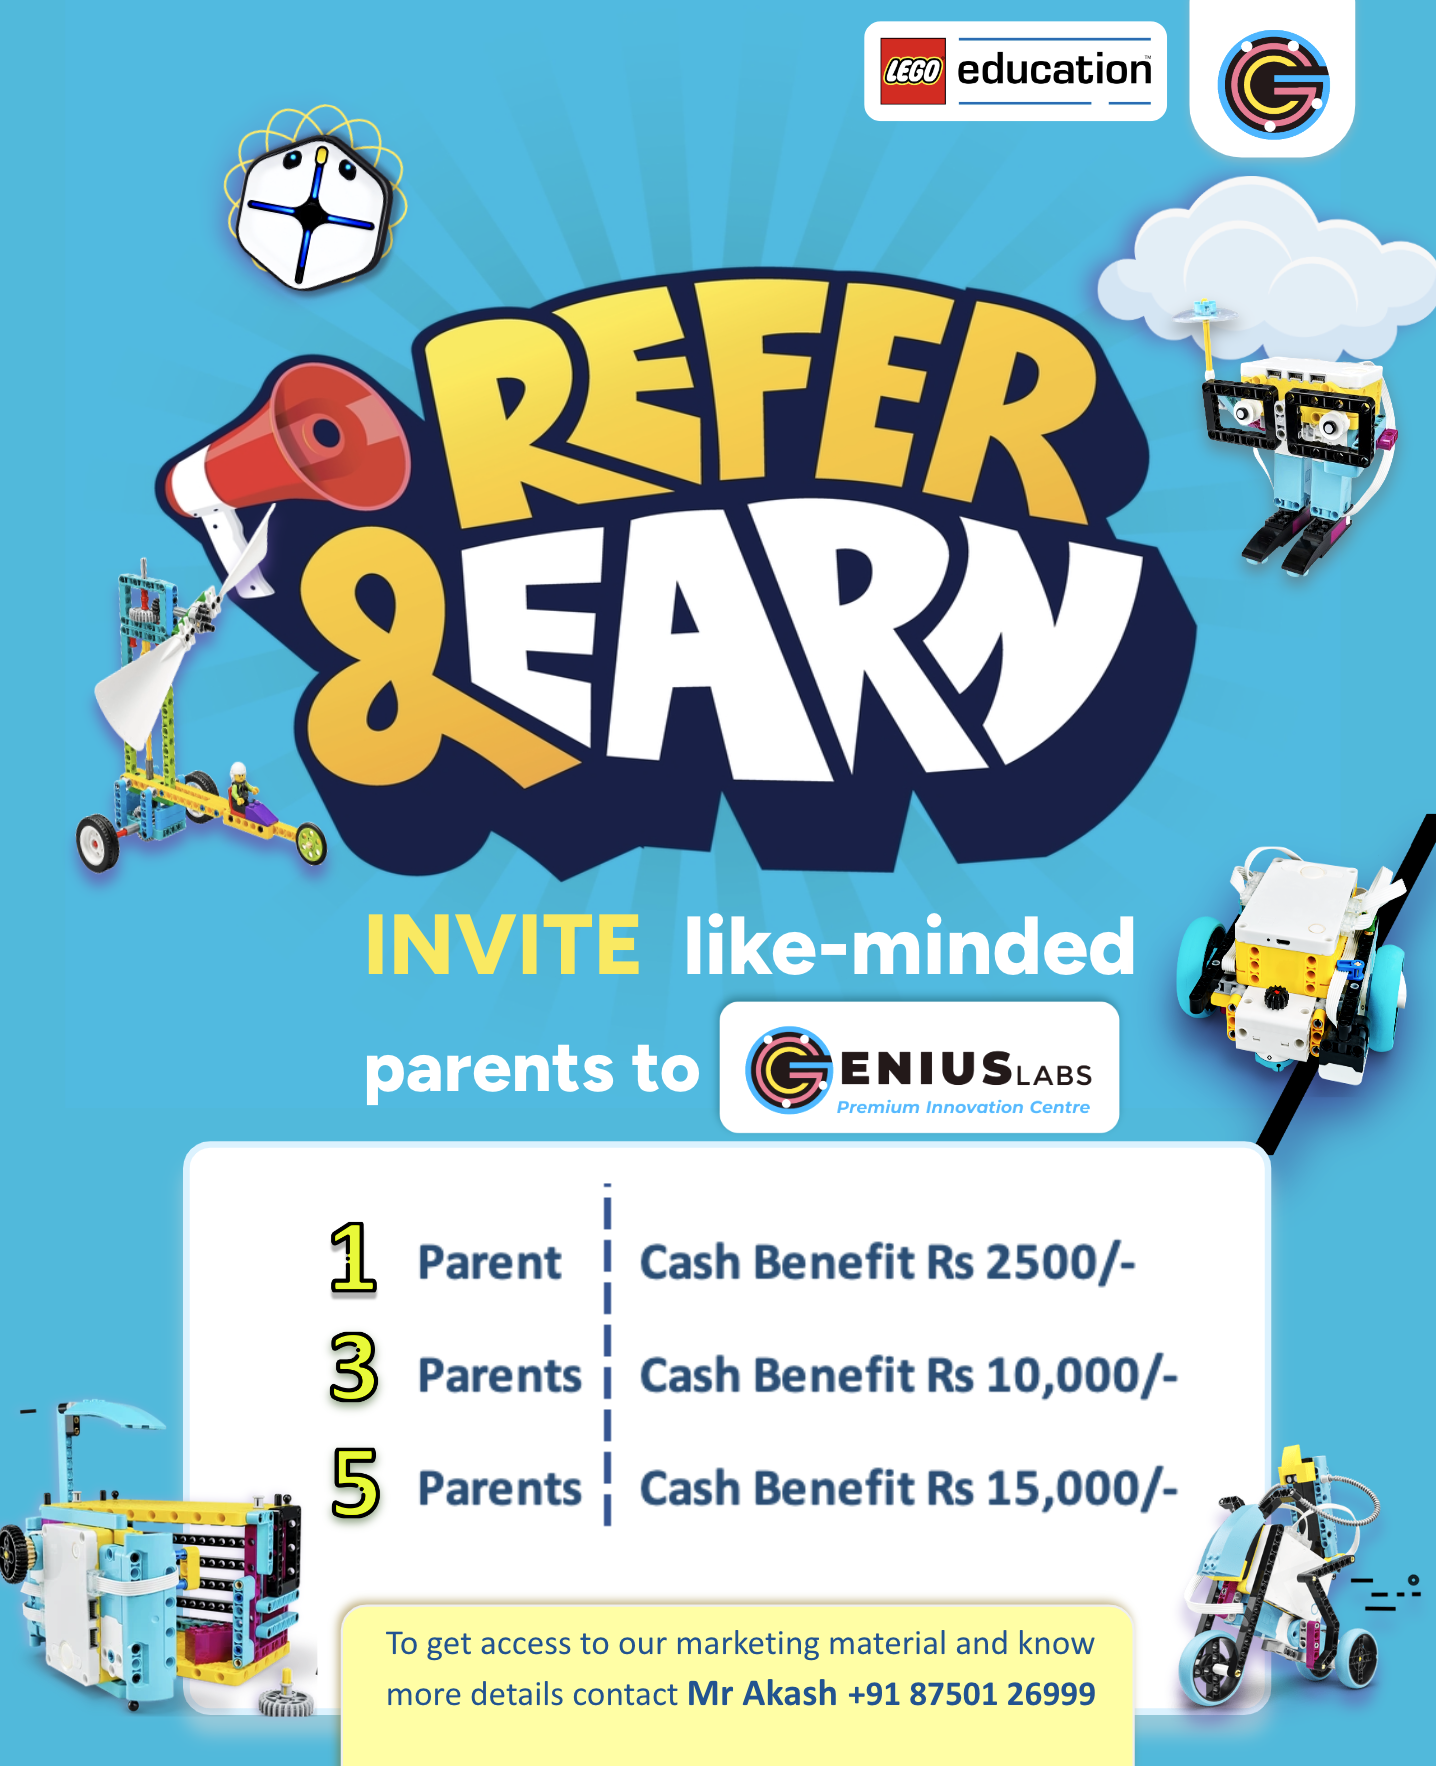 LEGO education™
REFER
& EARN
INVITE like-minded
parents to GENIUS LABS
Premium Innovation Centre
1 Parent Cash Benefit Rs 2500/-
3 Parents Cash Benefit Rs 10,000/-
5 Parents Cash Benefit Rs 15,000/-
To get access to our marketing material and know
more details contact Mr Akash +91 87501 26999